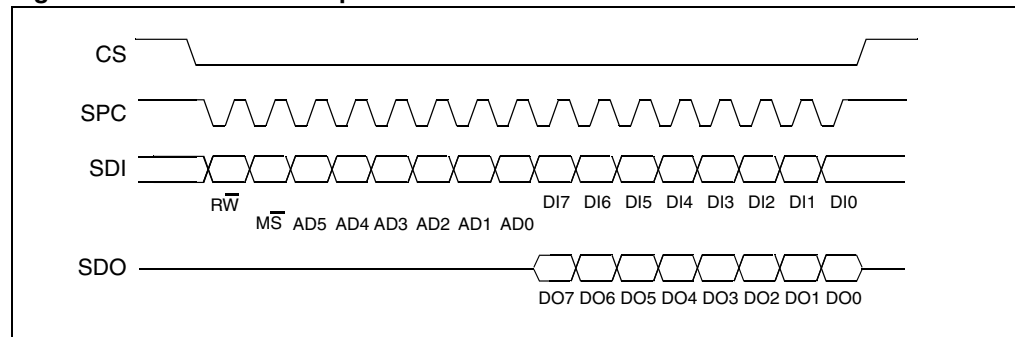 CS
SPC
SDI
RW̅
DI7 DI6 DI5 DI4 DI3 DI2 DI1 DI0
MS̅ AD5 AD4 AD3 AD2 AD1 AD0
SDO
DO7 DO6 DO5 DO4 DO3 DO2 DO1 DO0